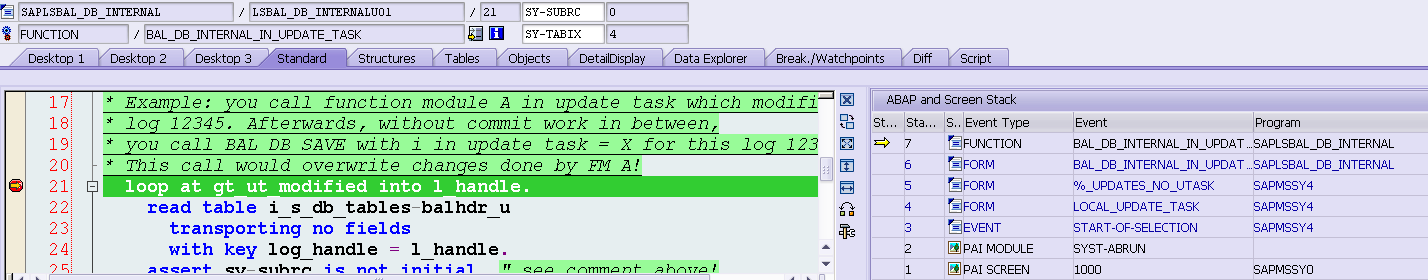 SAPLSBAL_DB_INTERNAL / LSBAL_DB_INTERNALU01 / 21 SY-SUBRC 0
FUNCTION / BAL_DB_INTERNAL_IN_UPDATE_TASK SY-TABIX 4
Desktop 1 Desktop 2 Desktop 3 Standard Structures Tables Objects DetailDisplay Data Explorer Break./Watchpoints Diff Script
17 * Example: you call function module A in update task which modifi
18 * log 12345. Afterwards, without commit work in between,
19 * you call BAL DB SAVE with i in update task = X for this log 123
20 * This call would overwrite changes done by FM A!
21 loop at gt ut modified into l handle.
22 read table i_s_db_tables-balhdr_u
23 transporting no fields
24 with key log_handle = l_handle.
25 assert sy-subrc is not initial. " see comment above!
ABAP and Screen Stack
St... Sta... S.. Event Type Event Program
7 FUNCTION BAL_DB_INTERNAL_IN_UPDAT... SAPLSBAL_DB_INTERNAL
6 FORM BAL_DB_INTERNAL_IN_UPDAT... SAPLSBAL_DB_INTERNAL
5 FORM %_UPDATES_NO_UTASK SAPMSSY4
4 FORM LOCAL_UPDATE_TASK SAPMSSY4
3 EVENT START-OF-SELECTION SAPMSSY4
2 PAI MODULE SYST-ABRUN
1 PAI SCREEN 1000 SAPMSSY0